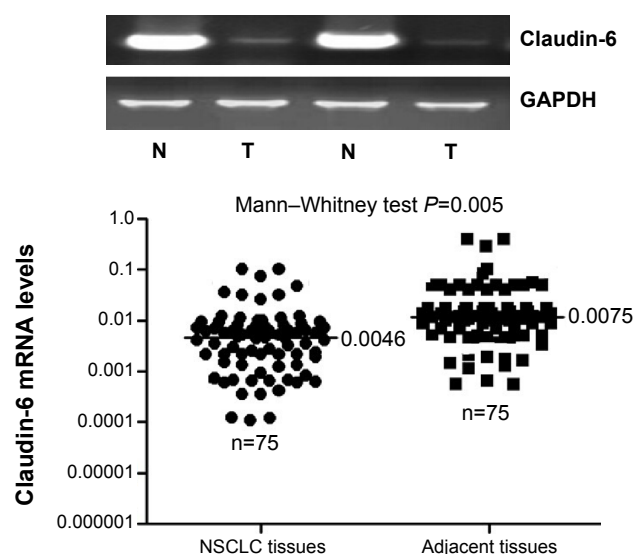 Claudin-6
GAPDH
N T N T
Mann–Whitney test P=0.005
Claudin-6 mRNA levels
1.0
0.1
0.01
0.001
0.0001
0.00001
0.000001
0.0046
0.0075
n=75
n=75
NSCLC tissues
Adjacent tissues